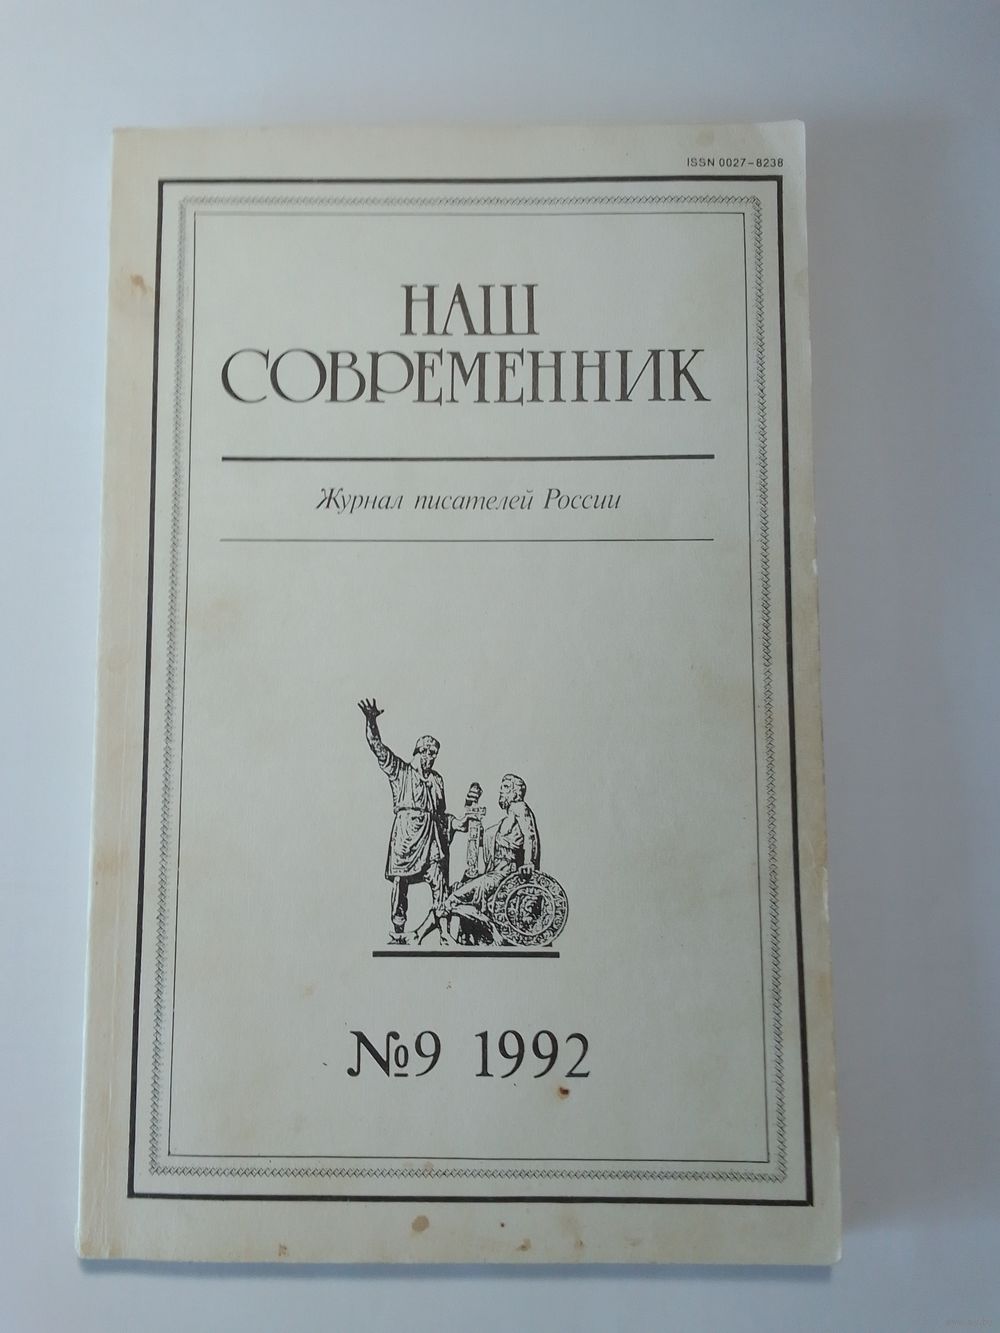 ISSN 0027-8238
НАШ
СОВРЕМЕННИК
Журнал писателей России
№9 1992